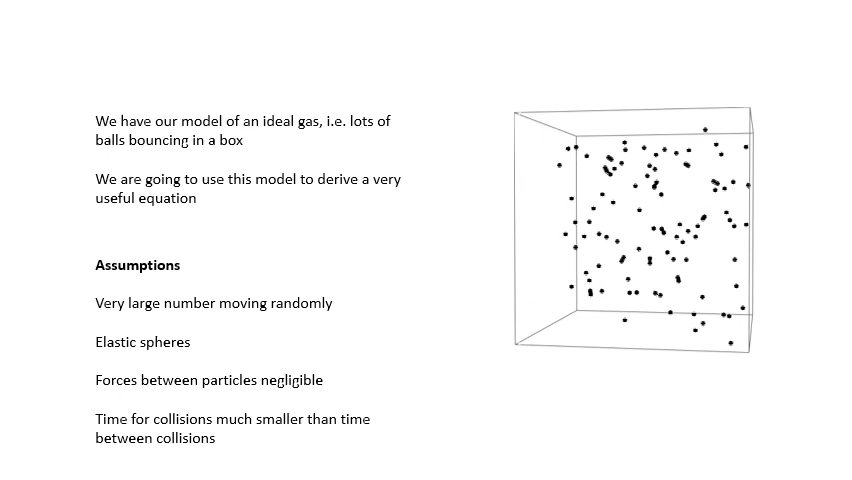 We have our model of an ideal gas, i.e. lots of
balls bouncing in a box
We are going to use this model to derive a very
useful equation
Assumptions
Very large number moving randomly
Elastic spheres
Forces between particles negligible
Time for collisions much smaller than time
between collisions